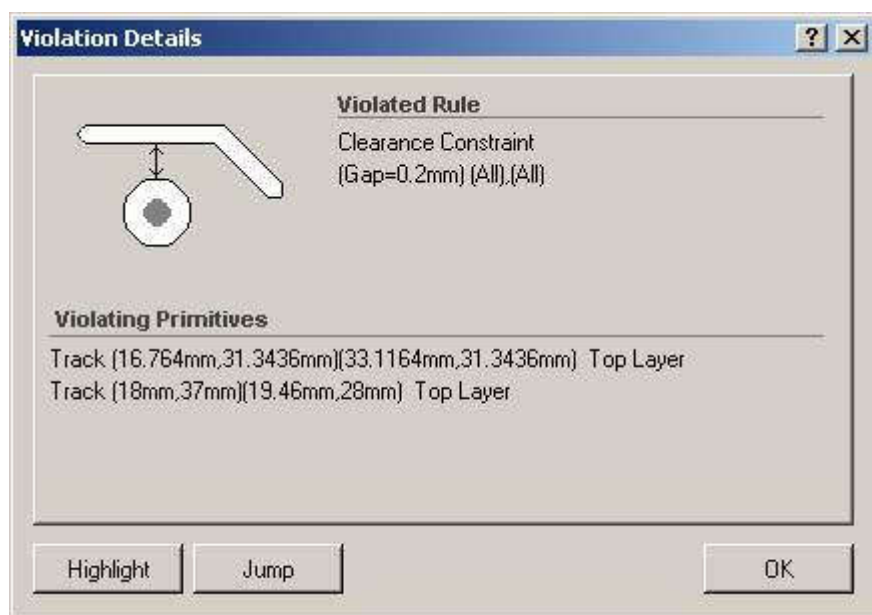 Violation Details
Violated Rule
Clearance Constraint
(Gap=0.2mm) (All),(All)
Violating Primitives
Track (16.764mm,31.3436mm)(33.1164mm,31.3436mm) Top Layer
Track (18mm,37mm)(19.46mm,28mm) Top Layer
Highlight
Jump
OK